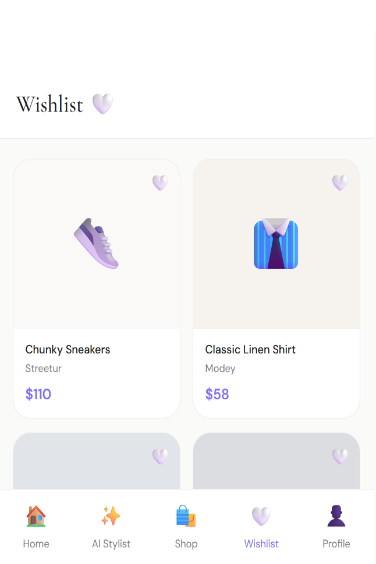 Wishlist
Chunky Sneakers
Streetur
$110
Classic Linen Shirt
Modey
$58
Home
AI Stylist
Shop
Wishlist
Profile